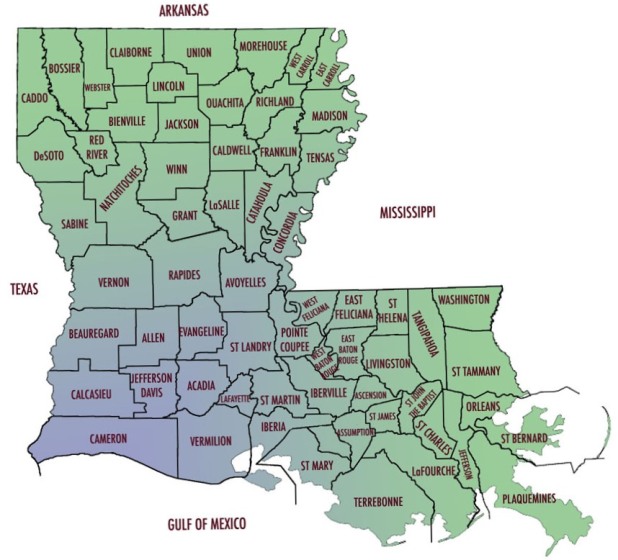 ARKANSAS
CLAIBORNE
UNION
MOREHOUSE
WEST
CARROLL
EAST
CARROLL
BOSSIER
WEBSTER
LINCOLN
CADDO
OUACHITA
RICHLAND
MADISON
BIENVILLE
JACKSON
DeSOTO
RED
RIVER
CALDWELL
FRANKLIN
TENSAS
WINN
NATCHITOCHES
LaSALLE
CATAHOULA
GRANT
SABINE
CONCORDIA
MISSISSIPPI
TEXAS
VERNON
RAPIDES
AVOYELLES
WEST
FELICIANA
EAST
FELICIANA
ST
HELENA
TANGIPAHOA
WASHINGTON
BEAUREGARD
ALLEN
EVANGELINE
ST LANDRY
POINTE
COUPEE
WEST
BATON
ROUGE
EAST
BATON
ROUGE
LIVINGSTON
ST TAMMANY
CALCASIEU
JEFFERSON
DAVIS
ACADIA
LAFAYETTE
ST MARTIN
IBERVILLE
ASCENSION
ST JOHN
THE BAPTIST
ORLEANS
ST JAMES
CAMERON
VERMILION
IBERIA
ASSUMPTION
ST CHARLES
ST BERNARD
ST MARY
LaFOURCHE
JEFFERSON
TERREBONNE
PLAQUEMINES
GULF OF MEXICO